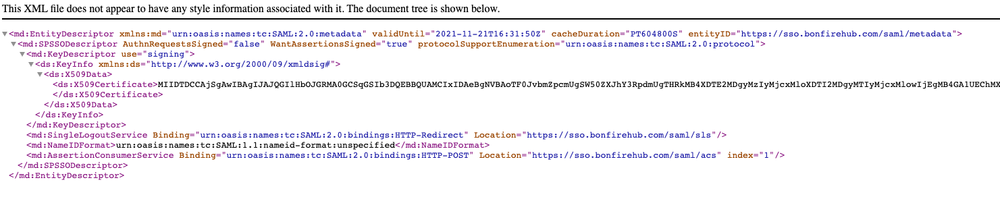 This XML file does not appear to have any style information associated with it. The document tree is shown below.
<md:EntityDescriptor xmlns:md="urn:oasis:names:tc:SAML:2.0:metadata" validUntil="2021-11-21T16:31:50Z" cacheDuration="PT604800S" entityID="https://sso.bonfirehub.com/saml/metadata">
<md:SPSSODescriptor AuthnRequestsSigned="false" WantAssertionsSigned="true" protocolSupportEnumeration="urn:oasis:names:tc:SAML:2.0:protocol">
<md:KeyDescriptor use="signing">
<ds:KeyInfo xmlns:ds="http://www.w3.org/2000/09/xmldsig#">
<ds:X509Data>
<ds:X509Certificate>MIIDTDCCAjSgAwIBAgIJAJQGIlHbOJGRMA0GCSqGSIb3DQEBBQUAMCIxIDAeBgNVBAoTF0JvbmZpcmUgSW50ZXJhY3RpdmUgTHRkMB4XDTE2MDgyMzIyMjcxMloXDTI2MDgyMTIyMjcxMlowIjEgMB4GA1UEChMX
</ds:X509Certificate>
</ds:X509Data>
</ds:KeyInfo>
</md:KeyDescriptor>
<md:SingleLogoutService Binding="urn:oasis:names:tc:SAML:2.0:bindings:HTTP-Redirect" Location="https://sso.bonfirehub.com/saml/sls"/>
<md:NameIDFormat>urn:oasis:names:tc:SAML:1.1:nameid-format:unspecified</md:NameIDFormat>
<md:AssertionConsumerService Binding="urn:oasis:names:tc:SAML:2.0:bindings:HTTP-POST" Location="https://sso.bonfirehub.com/saml/acs" index="1"/>
</md:SPSSODescriptor>
</md:EntityDescriptor>